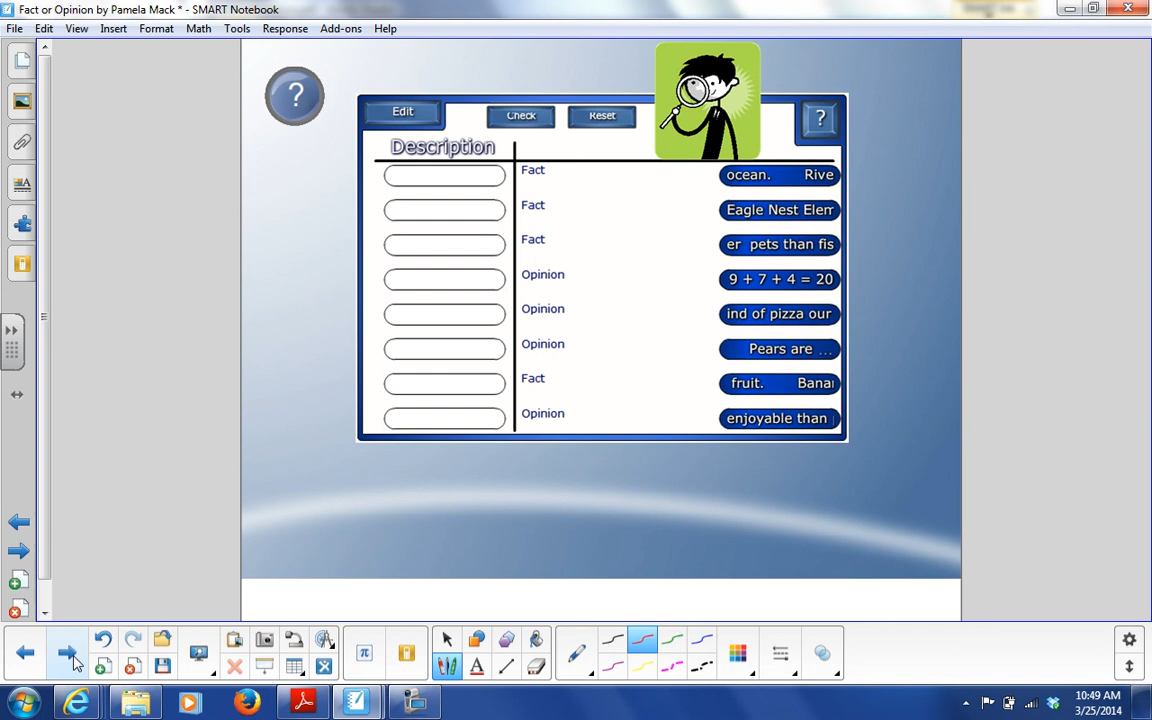 Fact or Opinion by Pamela Mack * - SMART Notebook
File Edit View Insert Format Math Tools Response Add-ons Help
?
Edit Check Reset ?
Description
Fact ocean. Rive
Fact Eagle Nest Elem
Fact er pets than fis
Opinion 9 + 7 + 4 = 20
Opinion ind of pizza our
Opinion Pears are ...
Fact fruit. Bana
Opinion enjoyable than
π A
10:49 AM
3/25/2014